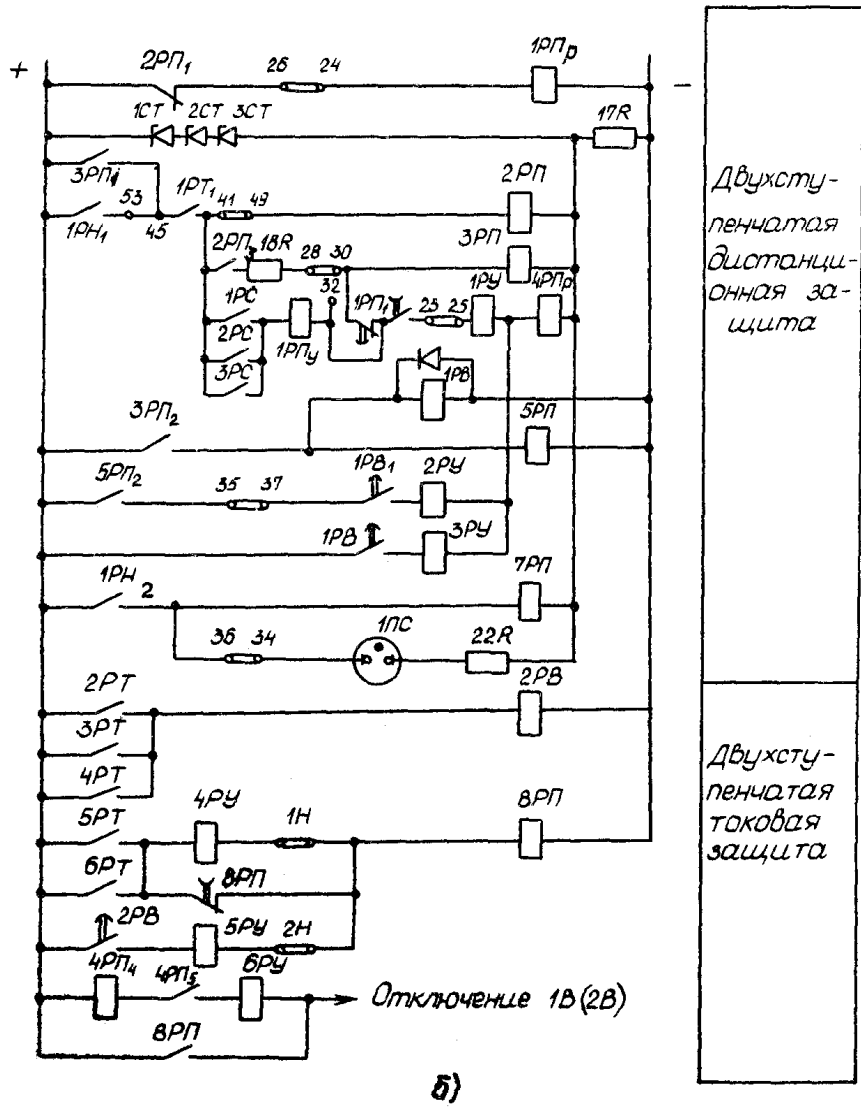 +
2РП₁
26 24
1РПр
−
1СТ 2СТ 3СТ
17R
3РП₁
1РН₁
53
45
1РТ₁
41 49
2РП
2РП₁
18R
28 30
3РП
1РС
32
1РП₁
23 25
1РУ
4РПр
2РС
1РПу
3РС
1РВ
3РП₂
5РП
5РП₂
35 37
1РВ₁
2РУ
1РВ
3РУ
1РН 2
7РП
36 34
1ПС
22R
2РТ
2РВ
3РТ
4РТ
5РТ
4РУ
1Н
8РП
6РТ
8РП
2РВ
5РУ
2Н
4РП₄
4РП₅
6РУ
Отключение 1В (2В)
8РП
Двухсту-
пенчатая
дистанци-
онная за-
щита
Двухсту-
пенчатая
токовая
защита
б)